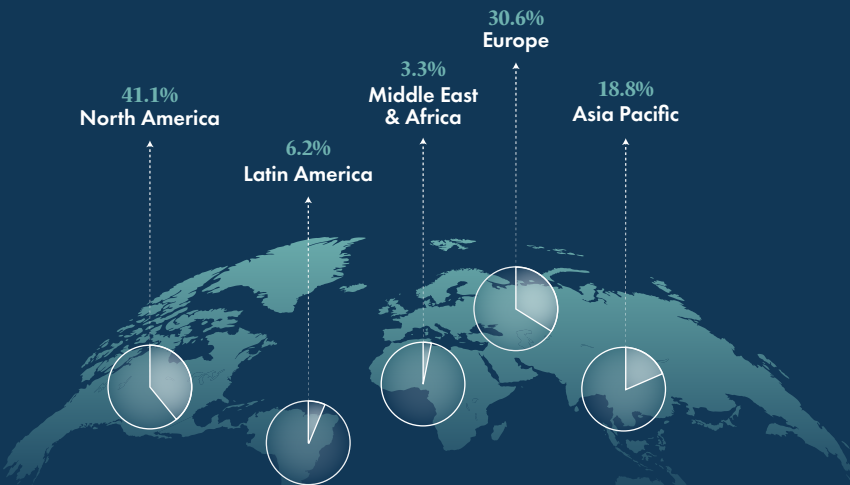 30.6%
Europe
3.3%
Middle East
& Africa
41.1%
North America
18.8%
Asia Pacific
6.2%
Latin America